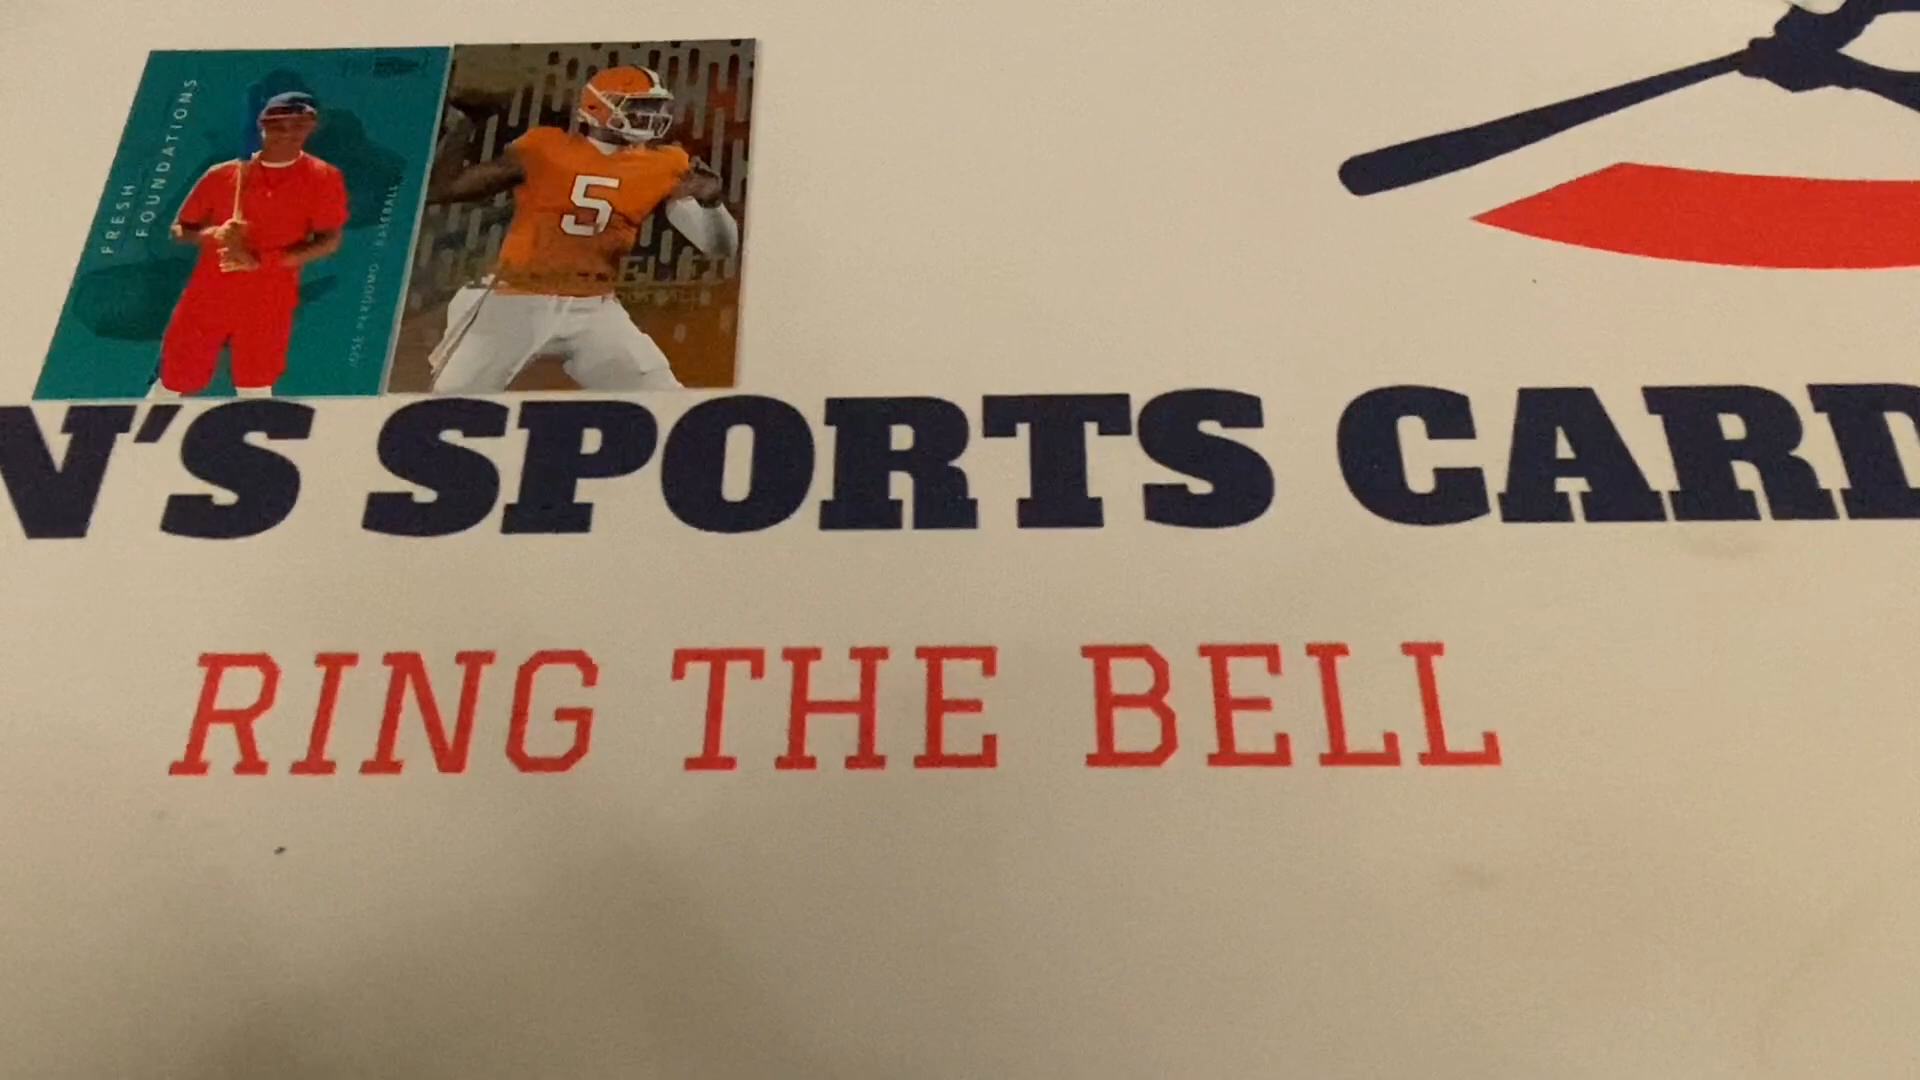 FRESH
FOUNDATIONS
JOSE PERDOMO | BASEBALL
5
N'S SPORTS CARD
RING THE BELL